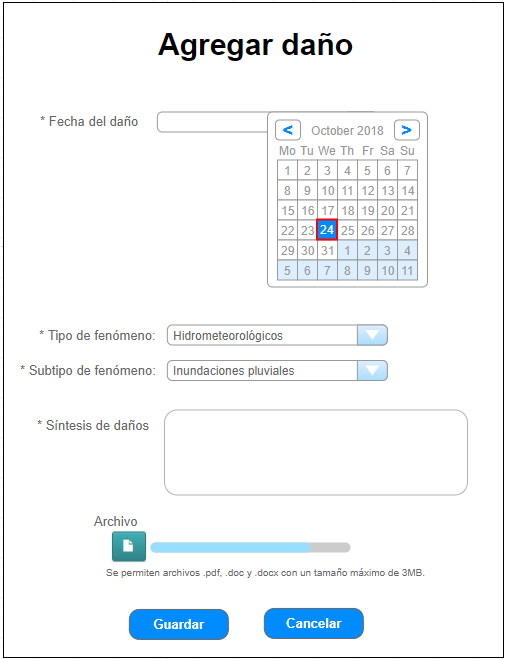 Agregar daño
* Fecha del daño
< October 2018 >
Mo Tu We Th Fr Sa Su
1 2 3 4 5 6 7
8 9 10 11 12 13 14
15 16 17 18 19 20 21
22 23 24 25 26 27 28
29 30 31 1 2 3 4
5 6 7 8 9 10 11
* Tipo de fenómeno: Hidrometeorológicos
* Subtipo de fenómeno: Inundaciones pluviales
* Síntesis de daños
Archivo
Se permiten archivos .pdf, .doc y .docx con un tamaño máximo de 3MB.
Guardar Cancelar